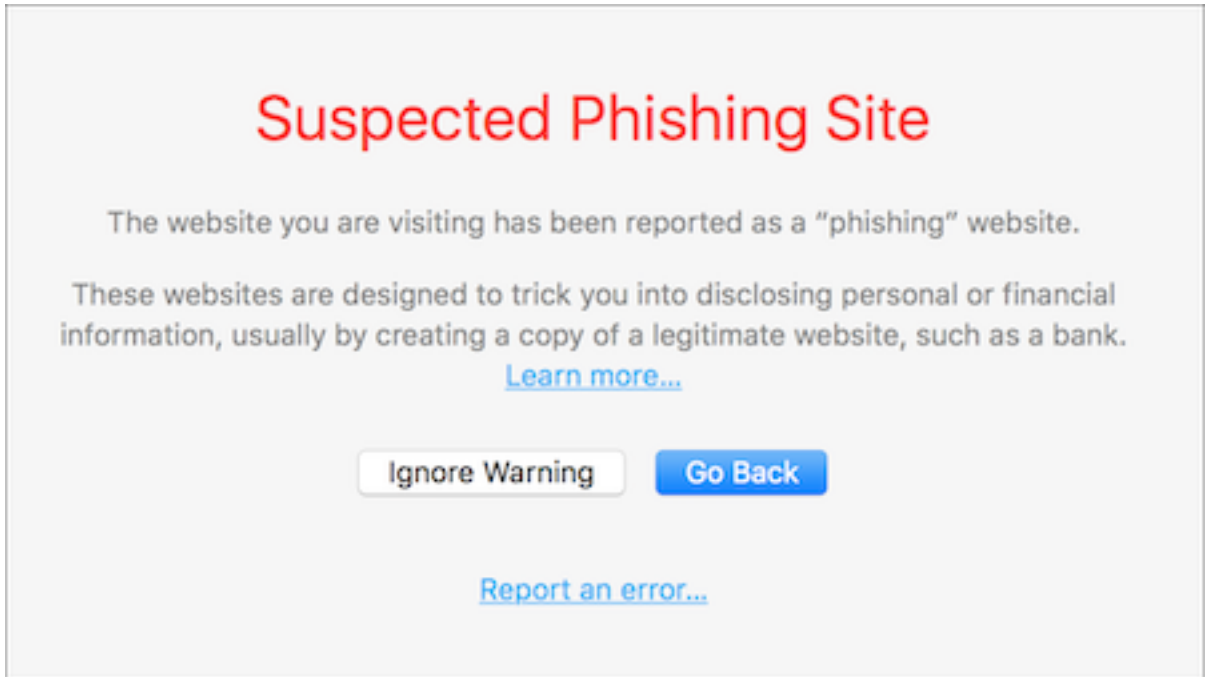 Suspected Phishing Site
The website you are visiting has been reported as a “phishing” website.
These websites are designed to trick you into disclosing personal or financial
information, usually by creating a copy of a legitimate website, such as a bank.
Learn more...
Ignore Warning
Go Back
Report an error...